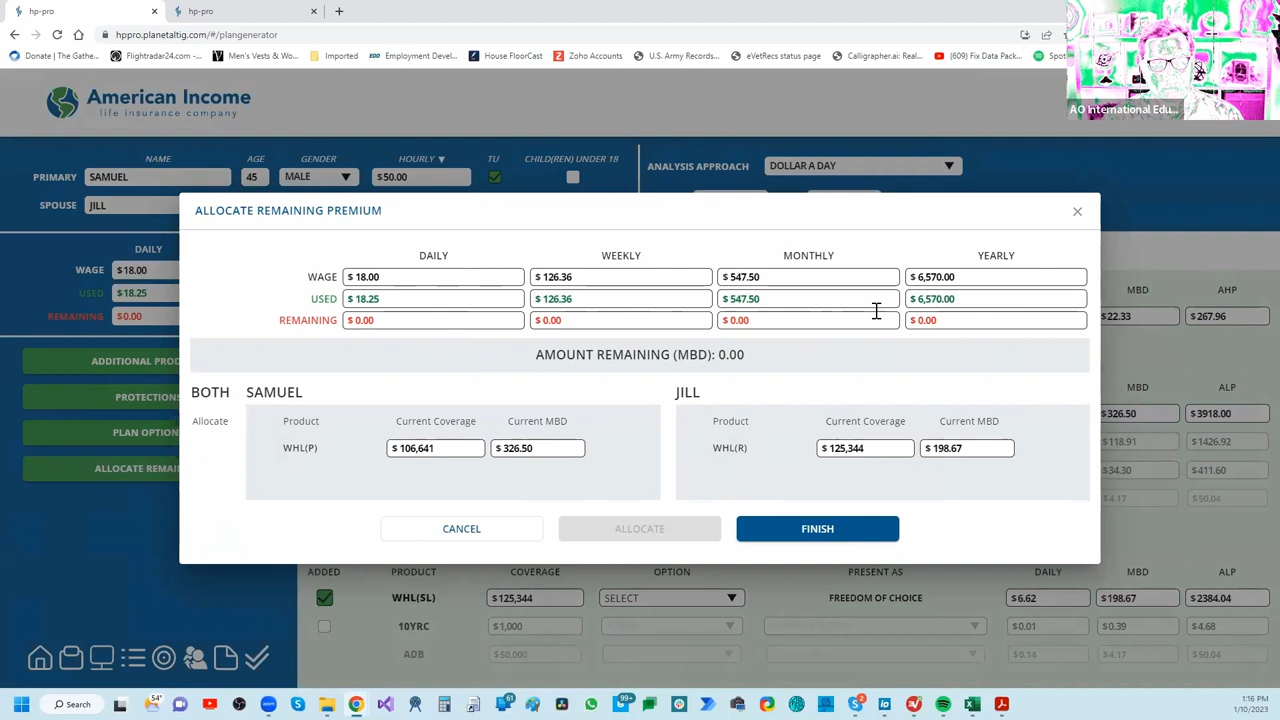 hp-pro
hp-pro
hppro.planetaltig.com/#/plangenerator
Donate | The Gathe...
Flightradar24.com -...
Men's Vests & Wo...
Imported
EDD Employment Devel...
House FloorCast
Zoho Accounts
U.S. Army Records...
eVetRecs status page
Calligrapher.ai: Real...
(609) Fix Data Pack...
Spoti
AO International Edu...
American Income
life insurance company
NAME AGE GENDER HOURLY ▼ TU CHILD(REN) UNDER 18
PRIMARY SAMUEL 45 MALE $50.00
ANALYSIS APPROACH DOLLAR A DAY
SPOUSE JILL
ALLOCATE REMAINING PREMIUM
DAILY WEEKLY MONTHLY YEARLY
WAGE $ 18.00 $ 126.36 $ 547.50 $ 6,570.00
USED $ 18.25 $ 126.36 $ 547.50 $ 6,570.00
REMAINING $ 0.00 $ 0.00 $ 0.00 $ 0.00
AMOUNT REMAINING (MBD): 0.00
BOTH SAMUEL JILL
Allocate Product Current Coverage Current MBD Product Current Coverage Current MBD
WHL(P) $ 106,641 $ 326.50 WHL(R) $ 125,344 $ 198.67
CANCEL ALLOCATE FINISH
DAILY
WAGE $18.00
USED $18.25
REMAINING $0.00
ADDITIONAL PROD
PROTECTIONS
PLAN OPTION
ALLOCATE REMAIN
MBD AHP
$22.33 $267.96
MBD ALP
$326.50 $3918.00
$118.91 $1426.92
$34.30 $411.60
$4.17 $50.04
ADDED PRODUCT COVERAGE OPTION PRESENT AS DAILY MBD ALP
WHL(SL) $125,344 SELECT FREEDOM OF CHOICE $6.62 $198.67 $2384.04
10YRC $1,000 $0.01 $0.39 $4.68
ADB $50,000 $0.14 $4.17 $50.04
Search
54°
61
99+
2
1:16 PM
1/10/2023